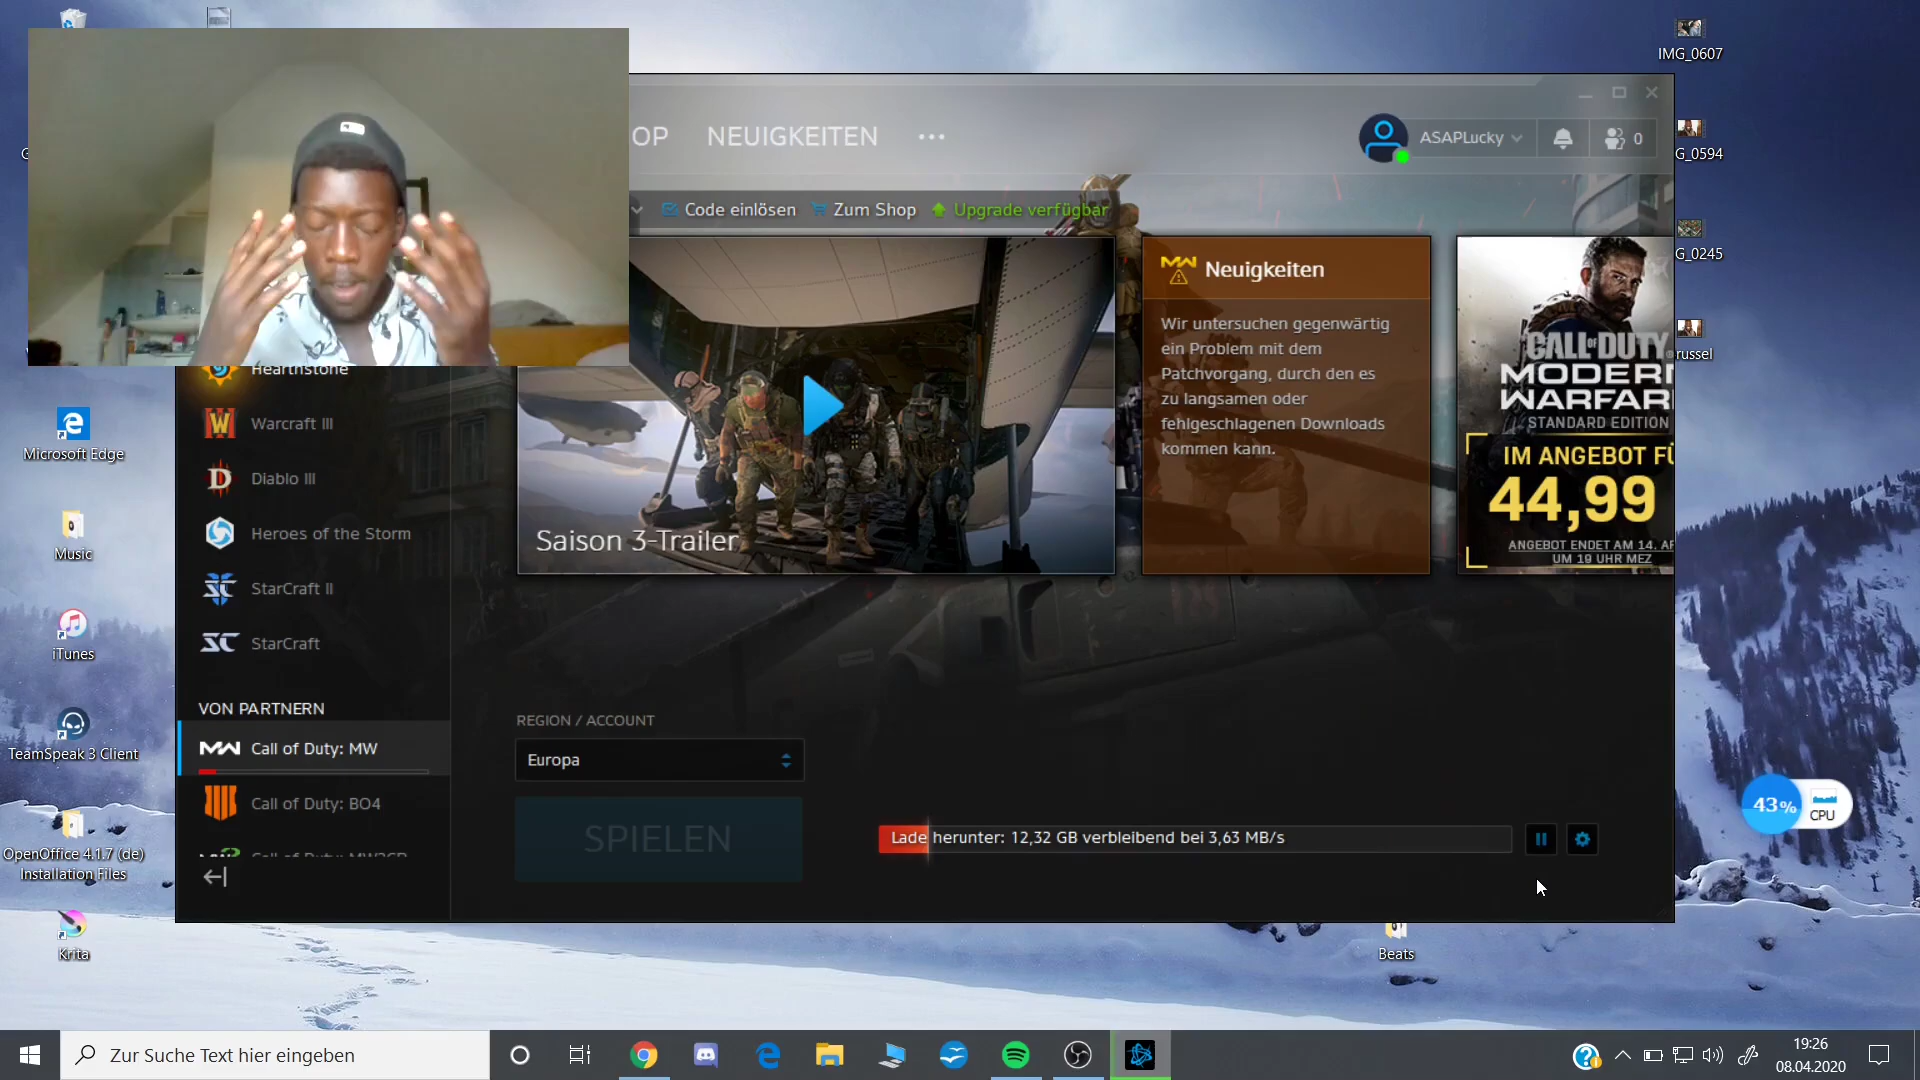 IMG_0607
G_0594
G_0245
russel
OP
NEUIGKEITEN
ASAPLucky
0
Code einlösen
Zum Shop
Upgrade verfügbar
Saison 3-Trailer
MW
Neuigkeiten
Wir untersuchen gegenwärtig
ein Problem mit dem
Patchvorgang, durch den es
zu langsamen oder
fehlgeschlagenen Downloads
kommen kann.
CALL OF DUTY
MODERN
WARFAR
STANDARD EDITION
IM ANGEBOT FÜ
44,99
ANGEBOT ENDET AM 14. AP
UM 19 UHR MEZ
Hearthstone
Warcraft III
Diablo III
Heroes of the Storm
StarCraft II
StarCraft
VON PARTNERN
Call of Duty: MW
Call of Duty: BO4
REGION / ACCOUNT
Europa
SPIELEN
Lade herunter: 12,32 GB verbleibend bei 3,63 MB/s
43%
CPU
Microsoft Edge
Music
iTunes
TeamSpeak 3 Client
OpenOffice 4.1.7 (de)
Installation Files
Krita
Beats
Zur Suche Text hier eingeben
19:26
08.04.2020